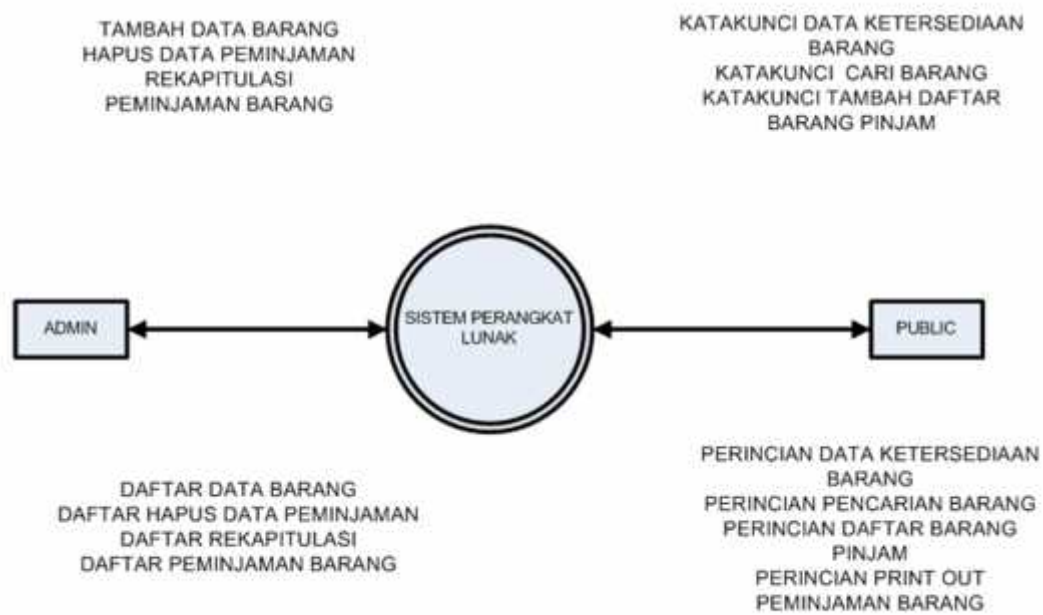 TAMBAH DATA BARANG
HAPUS DATA PEMINJAMAN
REKAPITULASI
PEMINJAMAN BARANG
KATAKUNCI DATA KETERSEDIAAN
BARANG
KATAKUNCI CARI BARANG
KATAKUNCI TAMBAH DAFTAR
BARANG PINJAM
ADMIN
SISTEM PERANGKAT
LUNAK
PUBLIC
DAFTAR DATA BARANG
DAFTAR HAPUS DATA PEMINJAMAN
DAFTAR REKAPITULASI
DAFTAR PEMINJAMAN BARANG
PERINCIAN DATA KETERSEDIAAN
BARANG
PERINCIAN PENCARIAN BARANG
PERINCIAN DAFTAR BARANG
PINJAM
PERINCIAN PRINT OUT
PEMINJAMAN BARANG